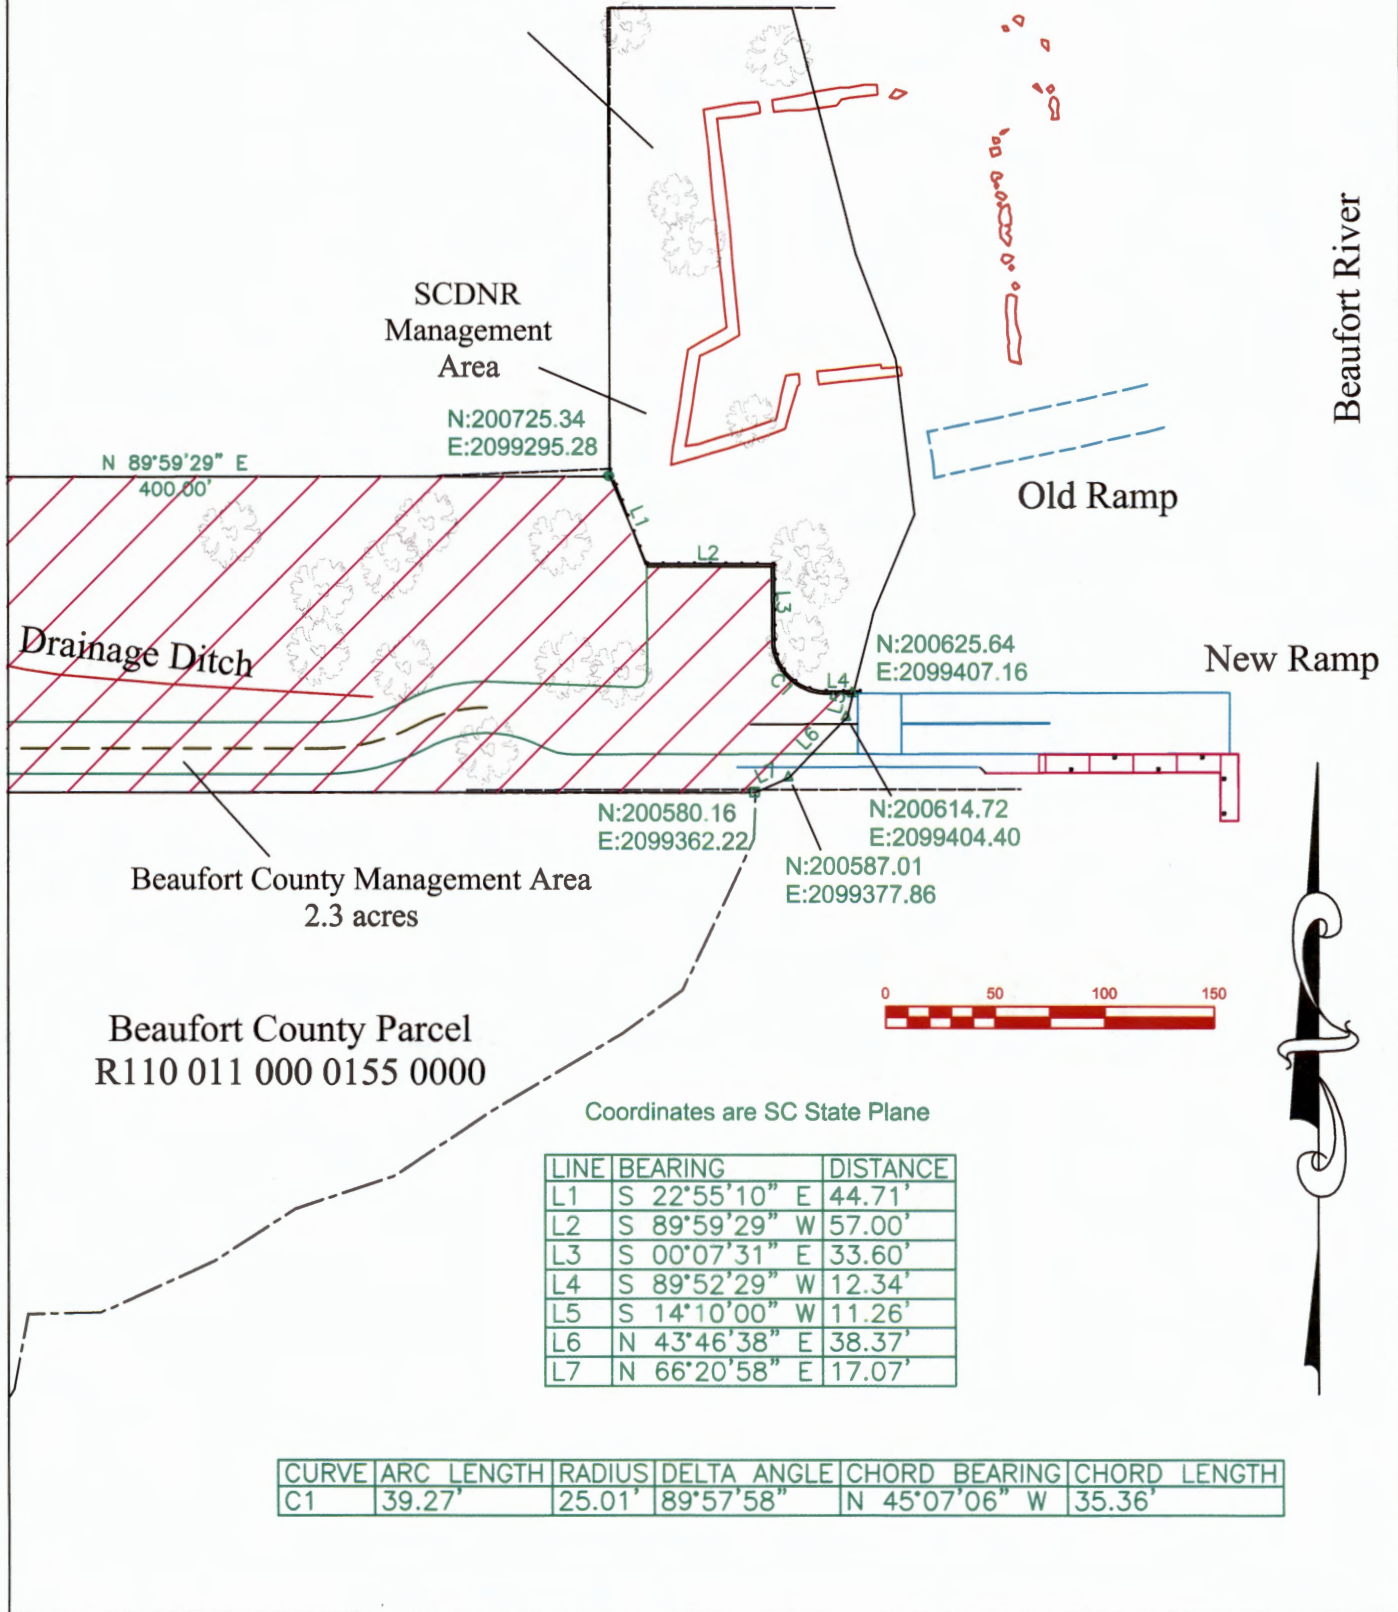 Beaufort River
SCDNR
Management
Area
N:200725.34
E:2099295.28
N 89°59'29" E
400.00'
Old Ramp
L1
L2
L3
Drainage Ditch
N:200625.64
E:2099407.16
New Ramp
C1
L4
L5
L6
L7
N:200580.16
E:2099362.22
N:200614.72
E:2099404.40
N:200587.01
E:2099377.86
Beaufort County Management Area
2.3 acres
0 50 100 150
Beaufort County Parcel
R110 011 000 0155 0000
Coordinates are SC State Plane
LINE BEARING DISTANCE
L1 S 22°55'10" E 44.71'
L2 S 89°59'29" W 57.00'
L3 S 00°07'31" E 33.60'
L4 S 89°52'29" W 12.34'
L5 S 14°10'00" W 11.26'
L6 N 43°46'38" E 38.37'
L7 N 66°20'58" E 17.07'
CURVE ARC LENGTH RADIUS DELTA ANGLE CHORD BEARING CHORD LENGTH
C1 39.27' 25.01' 89°57'58" N 45°07'06" W 35.36'